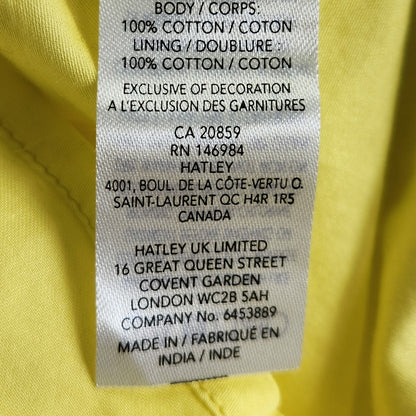 BODY / CORPS:
100% COTTON / COTON
LINING / DOUBLURE :
100% COTTON / COTON
EXCLUSIVE OF DECORATION
A L'EXCLUSION DES GARNITURES
CA 20859
RN 146984
HATLEY
4001, BOUL. DE LA CÔTE-VERTU O.
SAINT-LAURENT QC H4R 1R5
CANADA
HATLEY UK LIMITED
16 GREAT QUEEN STREET
COVENT GARDEN
LONDON WC2B 5AH
COMPANY No. 6453889
MADE IN / FABRIQUÉ EN
INDIA / INDE